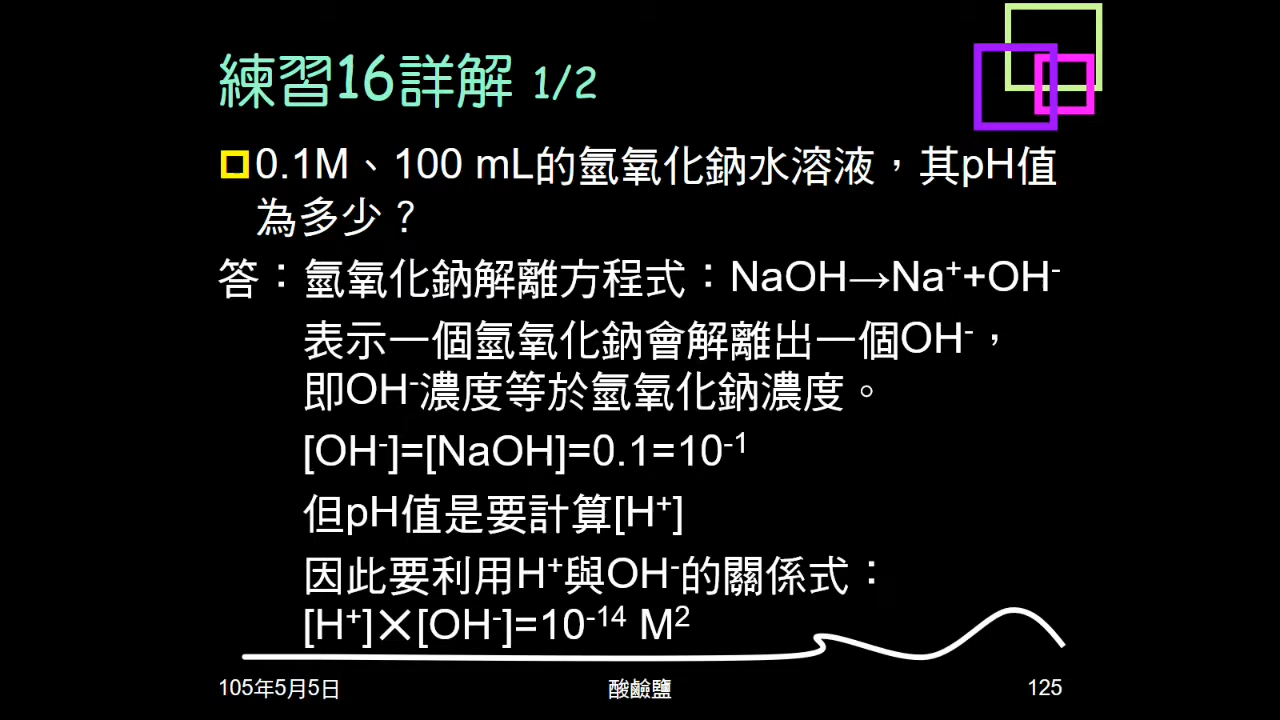 練習16詳解 1/2
0.1M、100 mL的氫氧化鈉水溶液，其pH值
為多少？
答：氫氧化鈉解離方程式：NaOH→Na⁺+OH⁻
表示一個氫氧化鈉會解離出一個OH⁻，
即OH⁻濃度等於氫氧化鈉濃度。
[OH⁻]=[NaOH]=0.1=10⁻¹
但pH值是要計算[H⁺]
因此要利用H⁺與OH⁻的關係式：
[H⁺]×[OH⁻]=10⁻¹⁴ M²
105年5月5日
酸鹼鹽
125